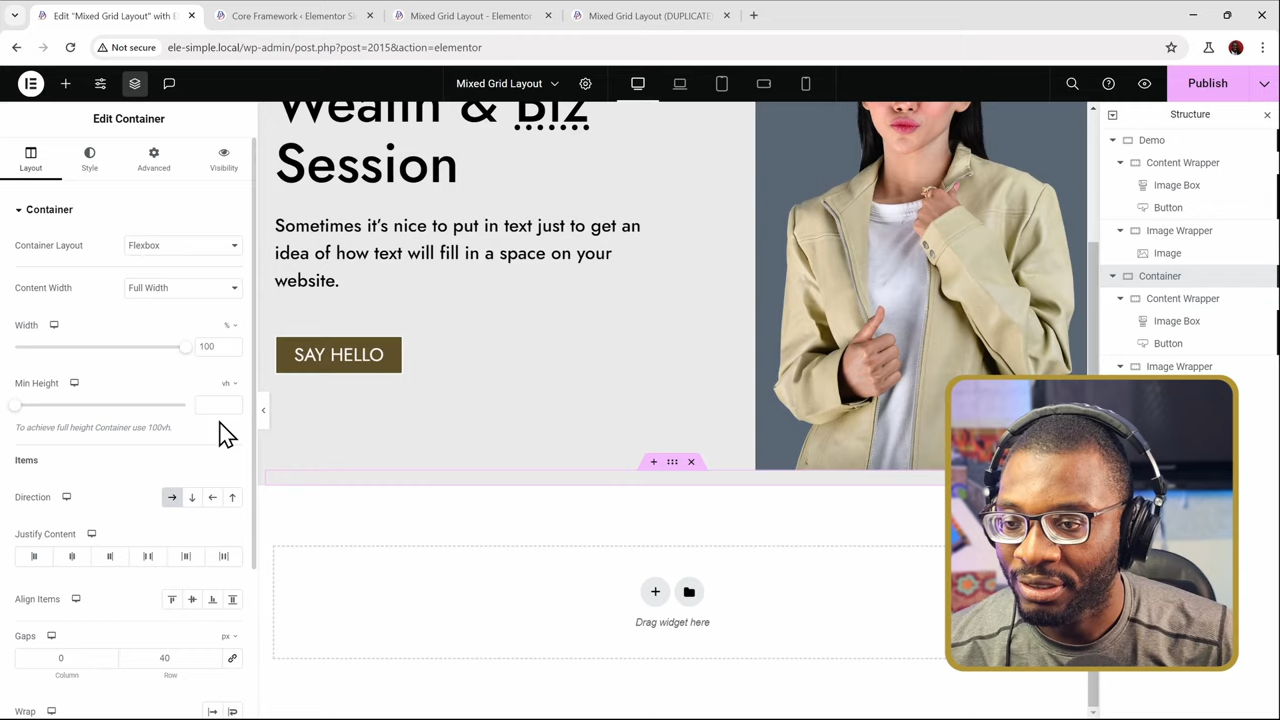 Edit "Mixed Grid Layout" with E
Core Framework ‹ Elementor Si
Mixed Grid Layout - Elementor
Mixed Grid Layout (DUPLICATE
Not secure
ele-simple.local/wp-admin/post.php?post=2015&action=elementor
Mixed Grid Layout
Publish
Edit Container
Layout
Style
Advanced
Visibility
Container
Container Layout
Flexbox
Content Width
Full Width
Width
%
100
Min Height
vh
To achieve full height Container use 100vh.
Items
Direction
Justify Content
Align Items
Gaps
px
0
40
Column
Row
Wrap
Wealth & Biz
Session
Sometimes it's nice to put in text just to get an
idea of how text will fill in a space on your
website.
SAY HELLO
Drag widget here
Structure
Demo
Content Wrapper
Image Box
Button
Image Wrapper
Image
Container
Content Wrapper
Image Box
Button
Image Wrapper